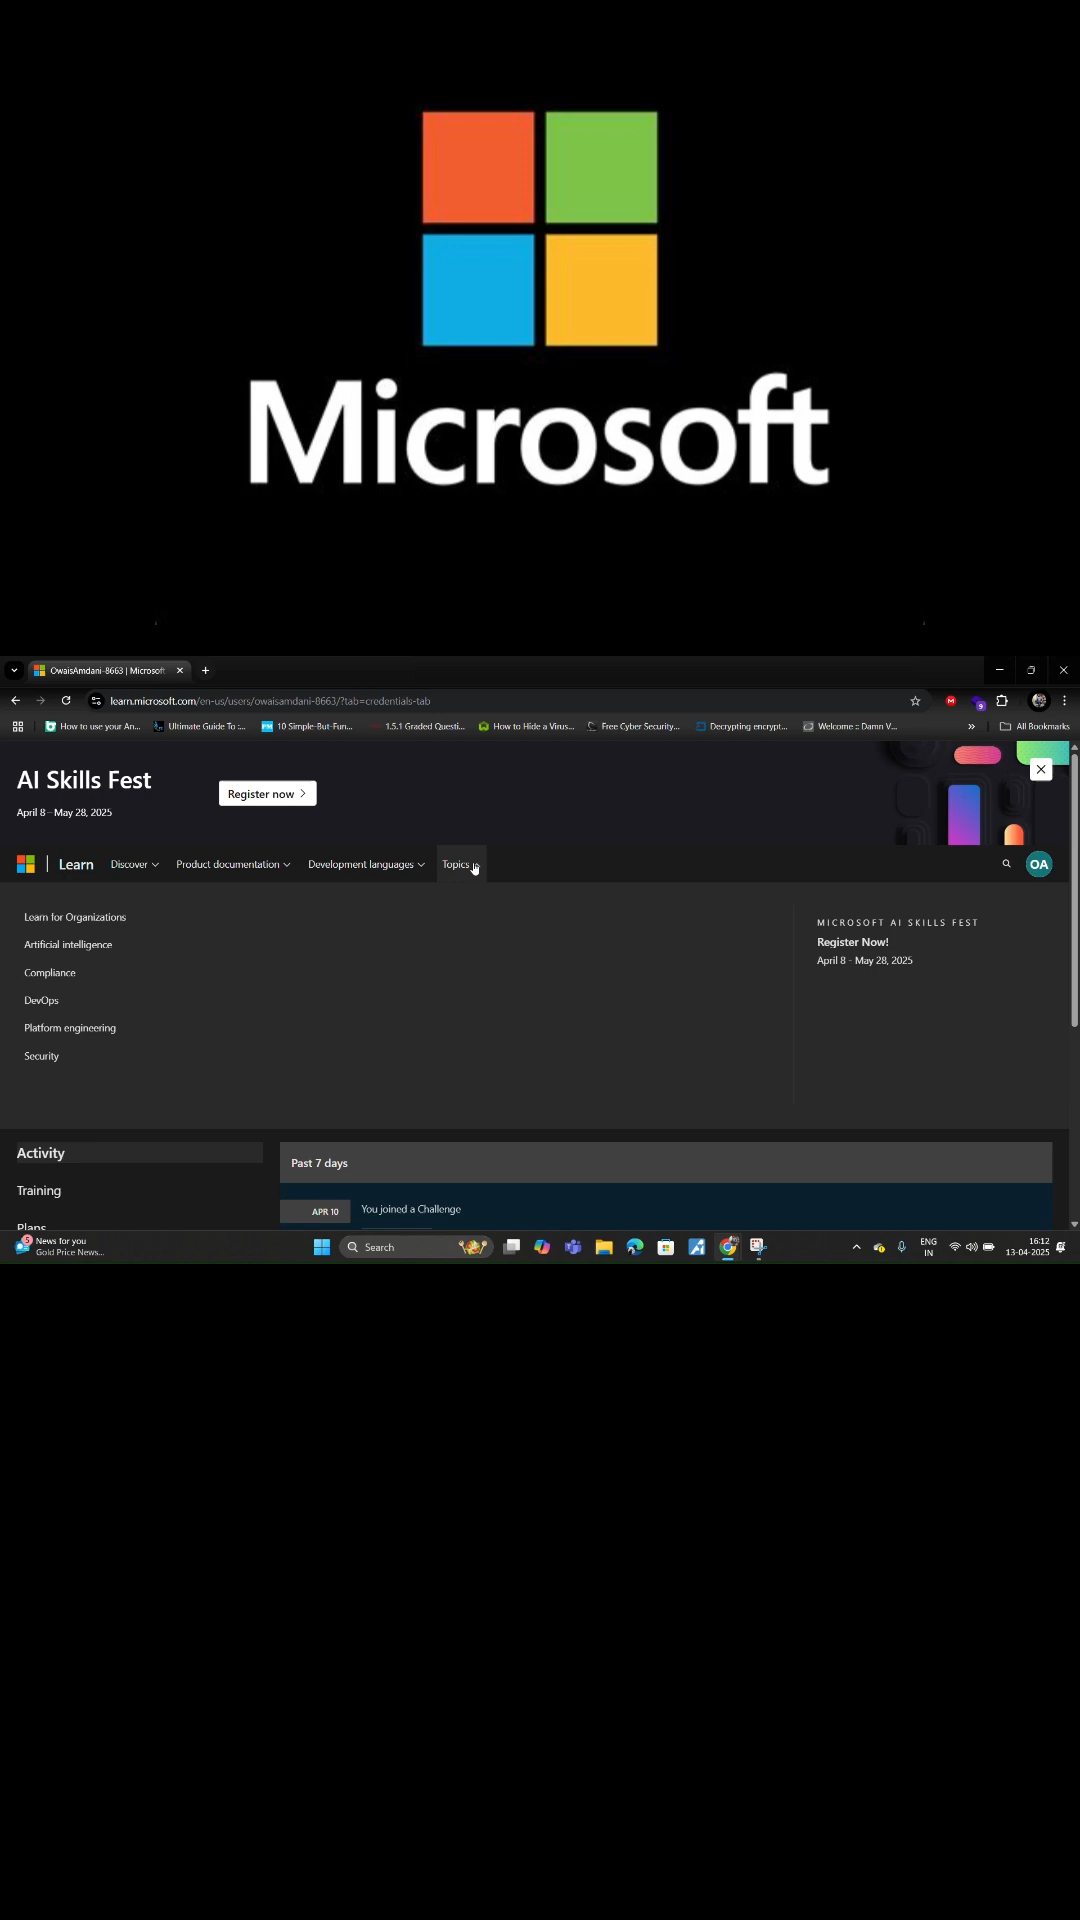 Microsoft
OwaisAmdani-8663 | Microsoft
learn.microsoft.com/en-us/users/owaisamdani-8663/?tab=credentials-tab
How to use your An...
Ultimate Guide To :...
10 Simple-But-Fun...
1.5.1 Graded Questi...
How to Hide a Virus...
Free Cyber Security...
Decrypting encrypt...
Welcome :: Damn V...
All Bookmarks
AI Skills Fest
April 8 – May 28, 2025
Register now
Learn
Discover
Product documentation
Development languages
Topics
OA
Learn for Organizations
Artificial intelligence
Compliance
DevOps
Platform engineering
Security
MICROSOFT AI SKILLS FEST
Register Now!
April 8 - May 28, 2025
Activity
Training
Plans
Past 7 days
APR 10
You joined a Challenge
5
News for you
Gold Price News...
Search
ENG
IN
16:12
13-04-2025